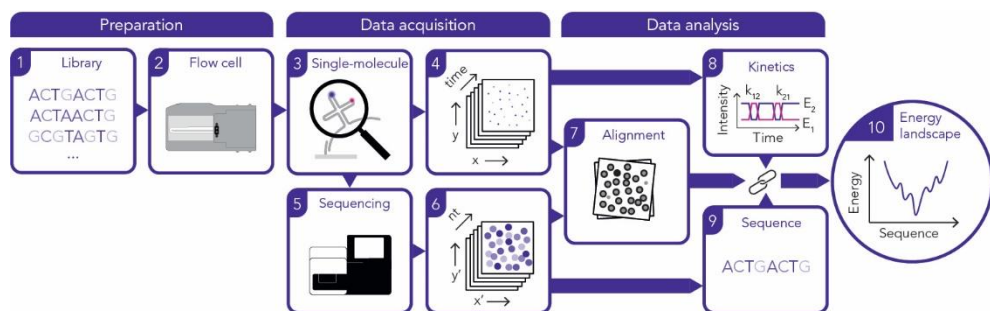 Preparation
Data acquisition
Data analysis
1
Library
ACTGACTG
ACTAACTG
GCGTAGTG
...
2
Flow cell
3
Single-molecule
4
time
y
x
5
Sequencing
6
nt
y'
x'
7
Alignment
8
Kinetics
Intensity
k12
k21
E2
E1
Time
9
Sequence
ACTGACTG
10
Energy
landscape
Energy
Sequence